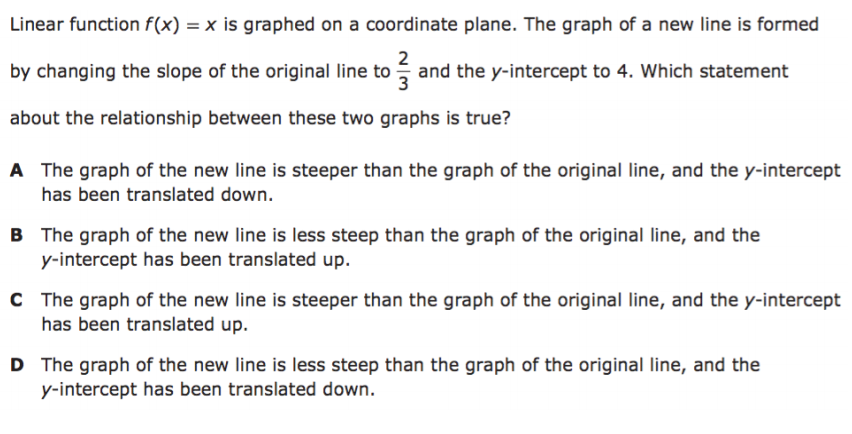 Linear function f(x) = x is graphed on a coordinate plane. The graph of a new line is formed
by changing the slope of the original line to 2/3 and the y-intercept to 4. Which statement
about the relationship between these two graphs is true?
A The graph of the new line is steeper than the graph of the original line, and the y-intercept
has been translated down.
B The graph of the new line is less steep than the graph of the original line, and the
y-intercept has been translated up.
C The graph of the new line is steeper than the graph of the original line, and the y-intercept
has been translated up.
D The graph of the new line is less steep than the graph of the original line, and the
y-intercept has been translated down.